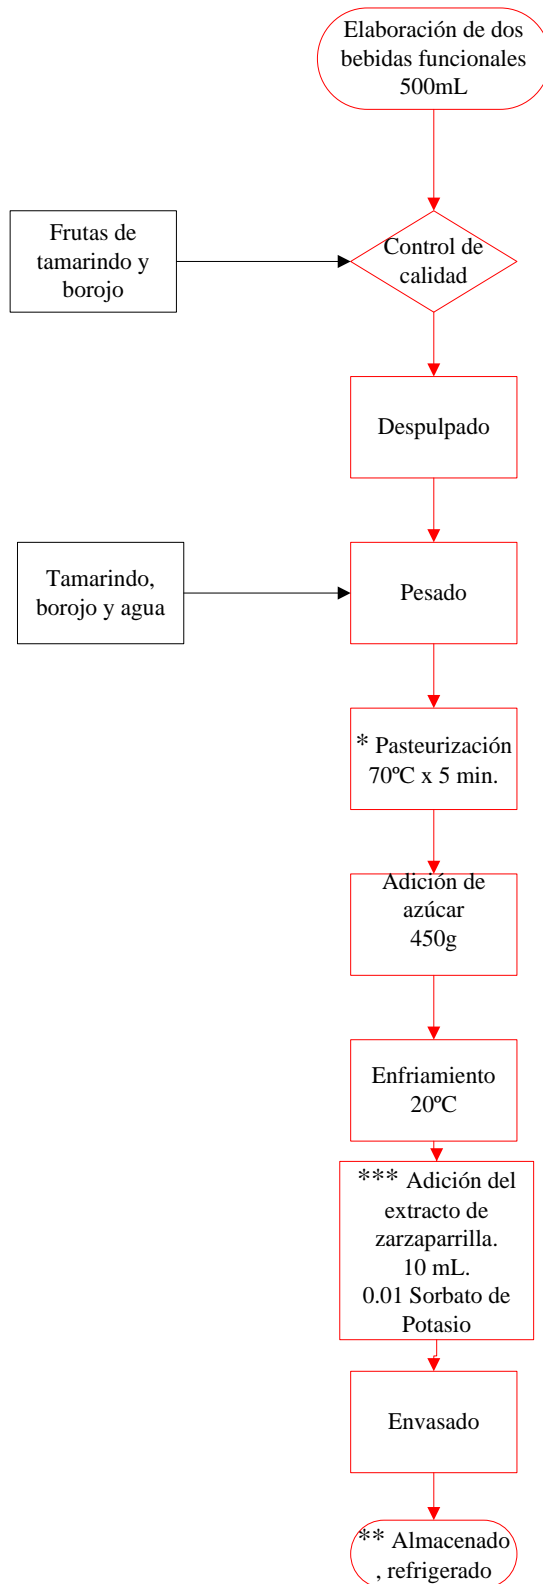 Elaboración de dos
bebidas funcionales
500mL
Frutas de
tamarindo y
borojo
Control de
calidad
Despulpado
Tamarindo,
borojo y agua
Pesado
* Pasteurización
70ºC x 5 min.
Adición de
azúcar
450g
Enfriamiento
20ºC
*** Adición del
extracto de
zarzaparrilla.
10 mL.
0.01 Sorbato de
Potasio
Envasado
** Almacenado
, refrigerado